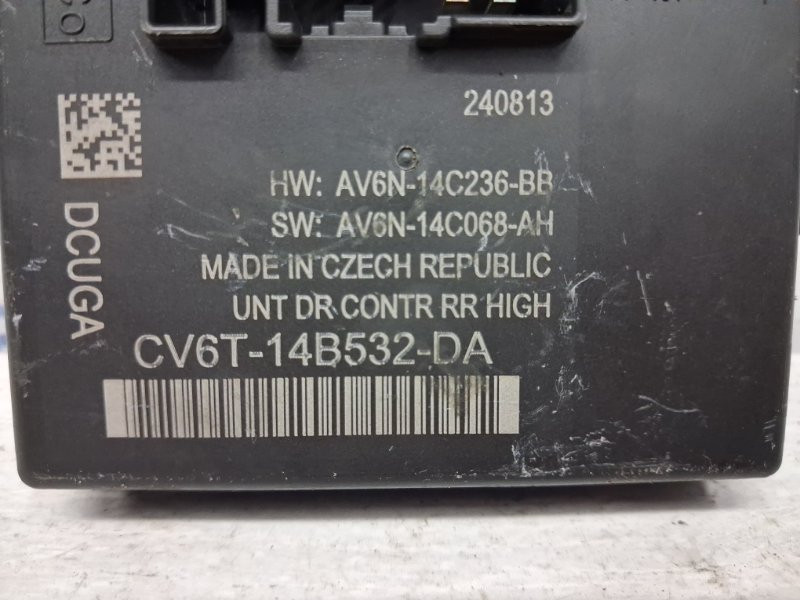 240813
HW: AV6N-14C236-BB
SW: AV6N-14C068-AH
MADE IN CZECH REPUBLIC
UNT DR CONTR RR HIGH
CV6T-14B532-DA
DCUGA